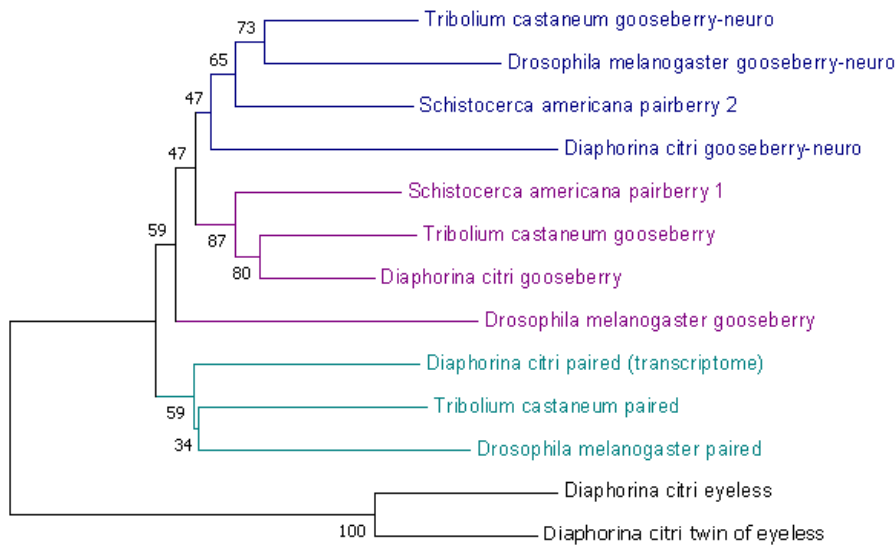 Tribolium castaneum gooseberry-neuro
73
Drosophila melanogaster gooseberry-neuro
65
Schistocerca americana pairberry 2
47
Diaphorina citri gooseberry-neuro
47
Schistocerca americana pairberry 1
59
87
Tribolium castaneum gooseberry
80
Diaphorina citri gooseberry
Drosophila melanogaster gooseberry
Diaphorina citri paired (transcriptome)
59
Tribolium castaneum paired
34
Drosophila melanogaster paired
Diaphorina citri eyeless
100
Diaphorina citri twin of eyeless